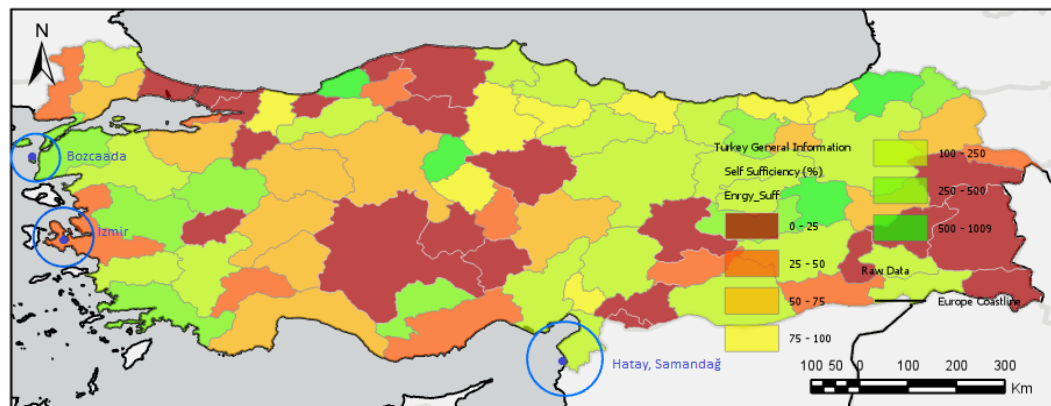 N
Bozcaada
İzmir
Hatay, Samandağ
Turkey General Information
Self Sufficiency (%)
Enrgy_Suff
0 - 25
25 - 50
50 - 75
75 - 100
100 - 250
250 - 500
500 - 1009
Raw Data
Europe Coastline
100 50 0 100 200 300
Km